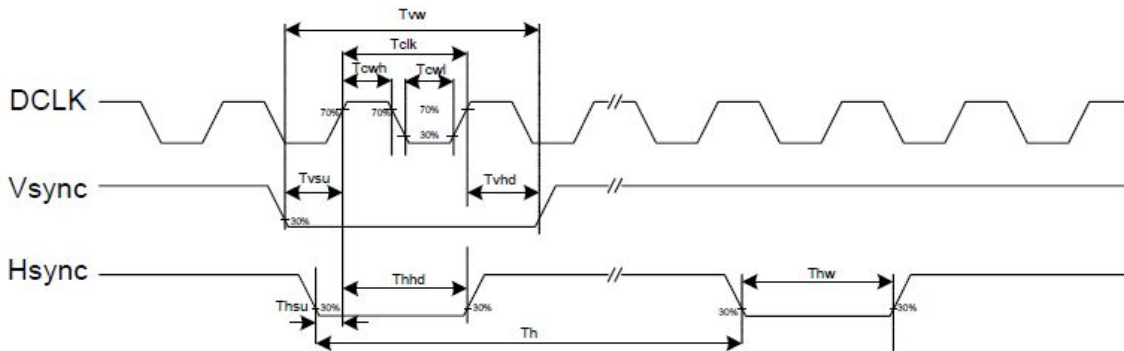 Tvw
Tclk
Tcwh Tcwl
DCLK 70% 70% 70%
30%
Vsync Tvsu Tvhd
30%
Hsync Thhd Thw
Thsu 30% 30% 30% 30%
Th